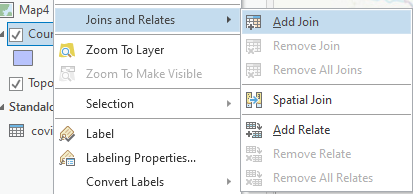 Map4
Coun
Topo
Standalo
covi
Joins and Relates
Zoom To Layer
Zoom To Make Visible
Selection
Label
Labeling Properties...
Convert Labels
Add Join
Remove Join
Remove All Joins
Spatial Join
Add Relate
Remove Relate
Remove All Relates